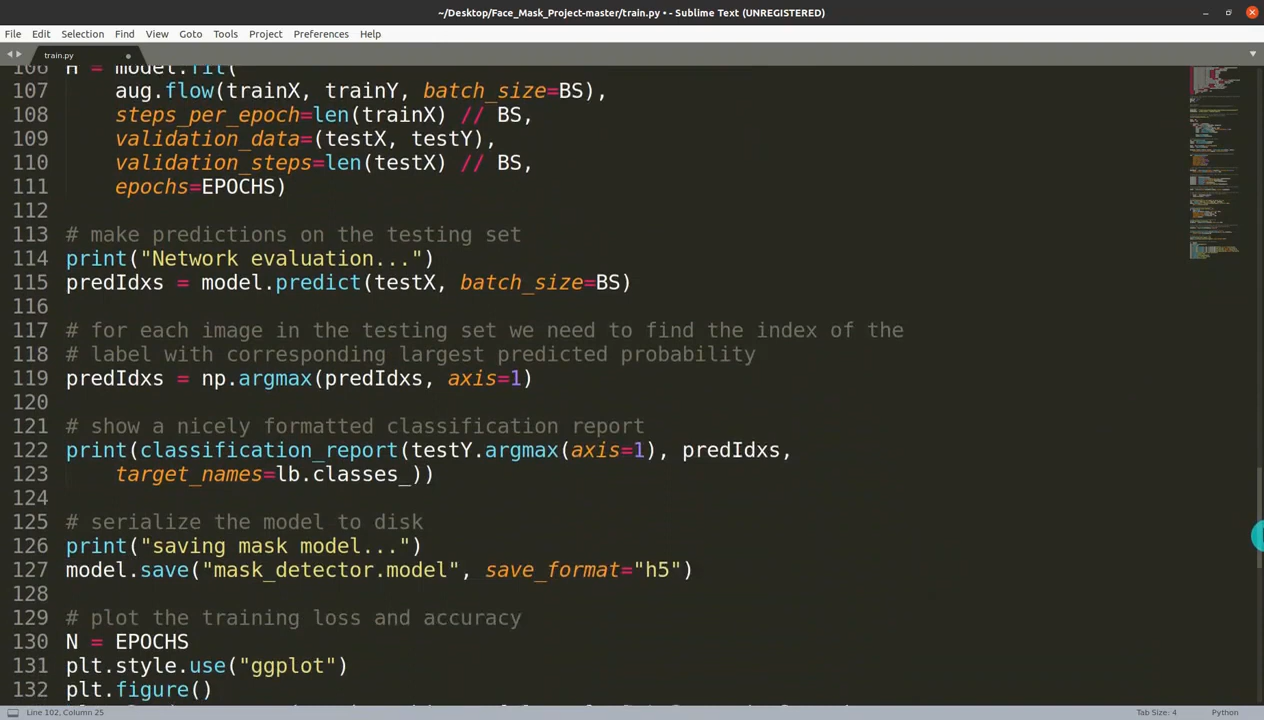 ~/Desktop/Face_Mask_Project-master/train.py • - Sublime Text (UNREGISTERED)
File Edit Selection Find View Goto Tools Project Preferences Help
train.py
106 H = model.fit(
107 aug.flow(trainX, trainY, batch_size=BS),
108 steps_per_epoch=len(trainX) // BS,
109 validation_data=(testX, testY),
110 validation_steps=len(testX) // BS,
111 epochs=EPOCHS)
112
113 # make predictions on the testing set
114 print("Network evaluation...")
115 predIdxs = model.predict(testX, batch_size=BS)
116
117 # for each image in the testing set we need to find the index of the
118 # label with corresponding largest predicted probability
119 predIdxs = np.argmax(predIdxs, axis=1)
120
121 # show a nicely formatted classification report
122 print(classification_report(testY.argmax(axis=1), predIdxs,
123 target_names=lb.classes_))
124
125 # serialize the model to disk
126 print("saving mask model...")
127 model.save("mask_detector.model", save_format="h5")
128
129 # plot the training loss and accuracy
130 N = EPOCHS
131 plt.style.use("ggplot")
132 plt.figure()
Line 102, Column 25
Tab Size: 4
Python